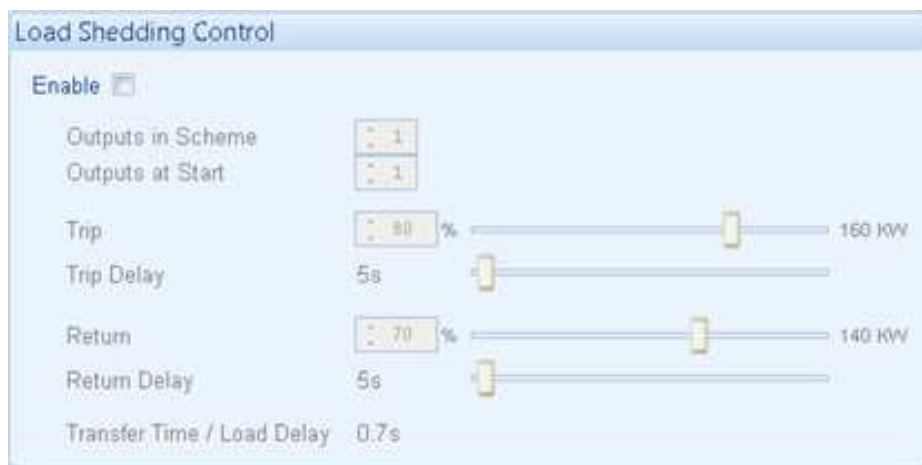 Load Shedding Control
Enable
Outputs in Scheme 1
Outputs at Start 1
Trip 80 % 160 KW
Trip Delay 5s
Return 70 % 140 KW
Return Delay 5s
Transfer Time / Load Delay 0.7s